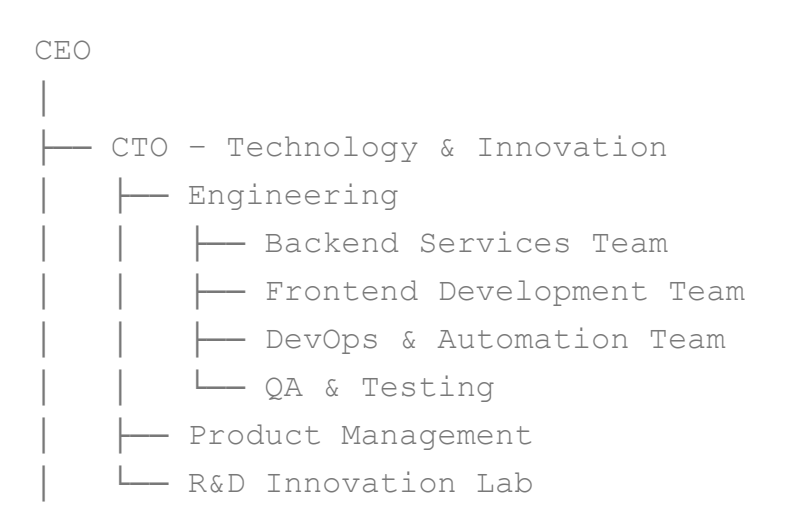 CEO
│
├── CTO – Technology & Innovation
│   ├── Engineering
│   │   ├── Backend Services Team
│   │   ├── Frontend Development Team
│   │   ├── DevOps & Automation Team
│   │   └── QA & Testing
│   ├── Product Management
│   └── R&D Innovation Lab